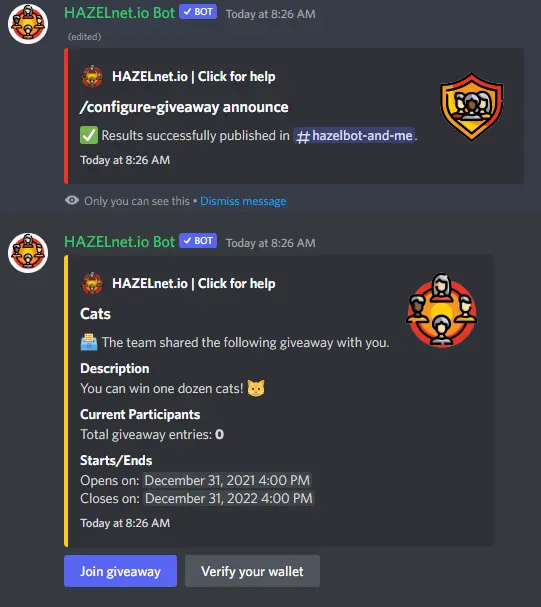 HAZELnet.io Bot ✓ BOT Today at 8:26 AM
(edited)
HAZELnet.io | Click for help
/configure-giveaway announce
✅ Results successfully published in #hazelbot-and-me.
Today at 8:26 AM
Only you can see this • Dismiss message
HAZELnet.io Bot ✓ BOT Today at 8:26 AM
HAZELnet.io | Click for help
Cats
🗳️ The team shared the following giveaway with you.
Description
You can win one dozen cats! 🐱
Current Participants
Total giveaway entries: 0
Starts/Ends
Opens on: December 31, 2021 4:00 PM
Closes on: December 31, 2022 4:00 PM
Today at 8:26 AM
Join giveaway Verify your wallet